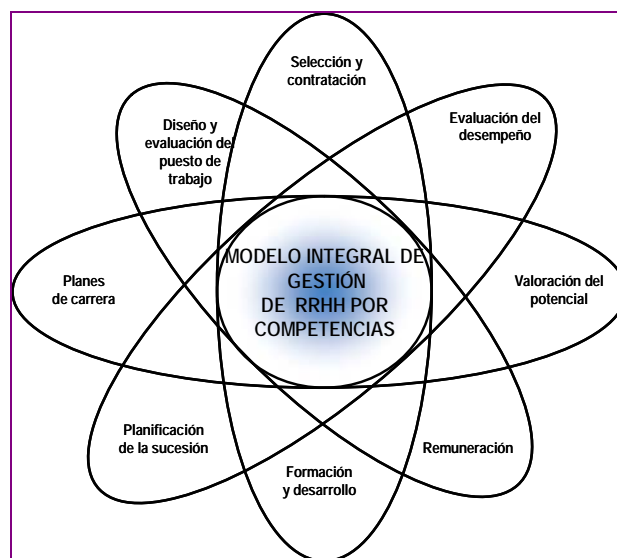 Selección y
contratación
Evaluación del
desempeño
Diseño y
evaluación del
puesto de
trabajo
MODELO INTEGRAL DE
GESTIÓN
DE RRHH POR
COMPETENCIAS
Planes
de carrera
Valoración del
potencial
Planificación
de la sucesión
Remuneración
Formación
y desarrollo